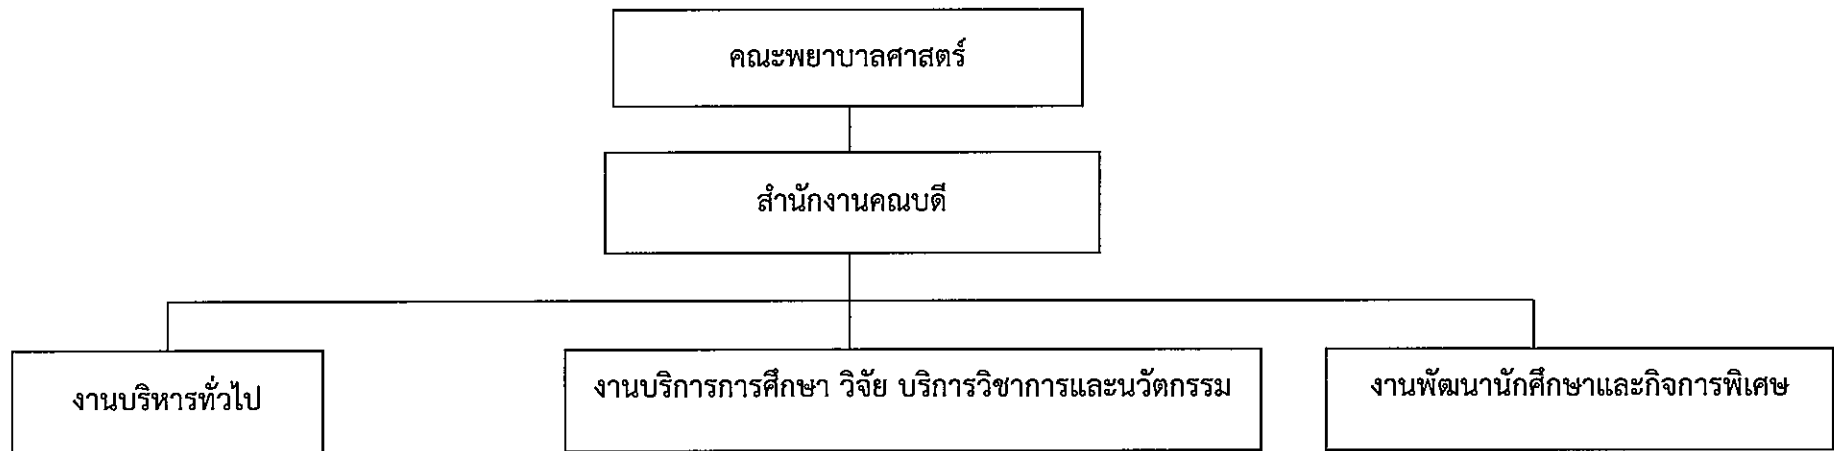 คณะพยาบาลศาสตร์
สำนักงานคณบดี
งานบริหารทั่วไป
งานบริการการศึกษา วิจัย บริการวิชาการและนวัตกรรม
งานพัฒนานักศึกษาและกิจการพิเศษ